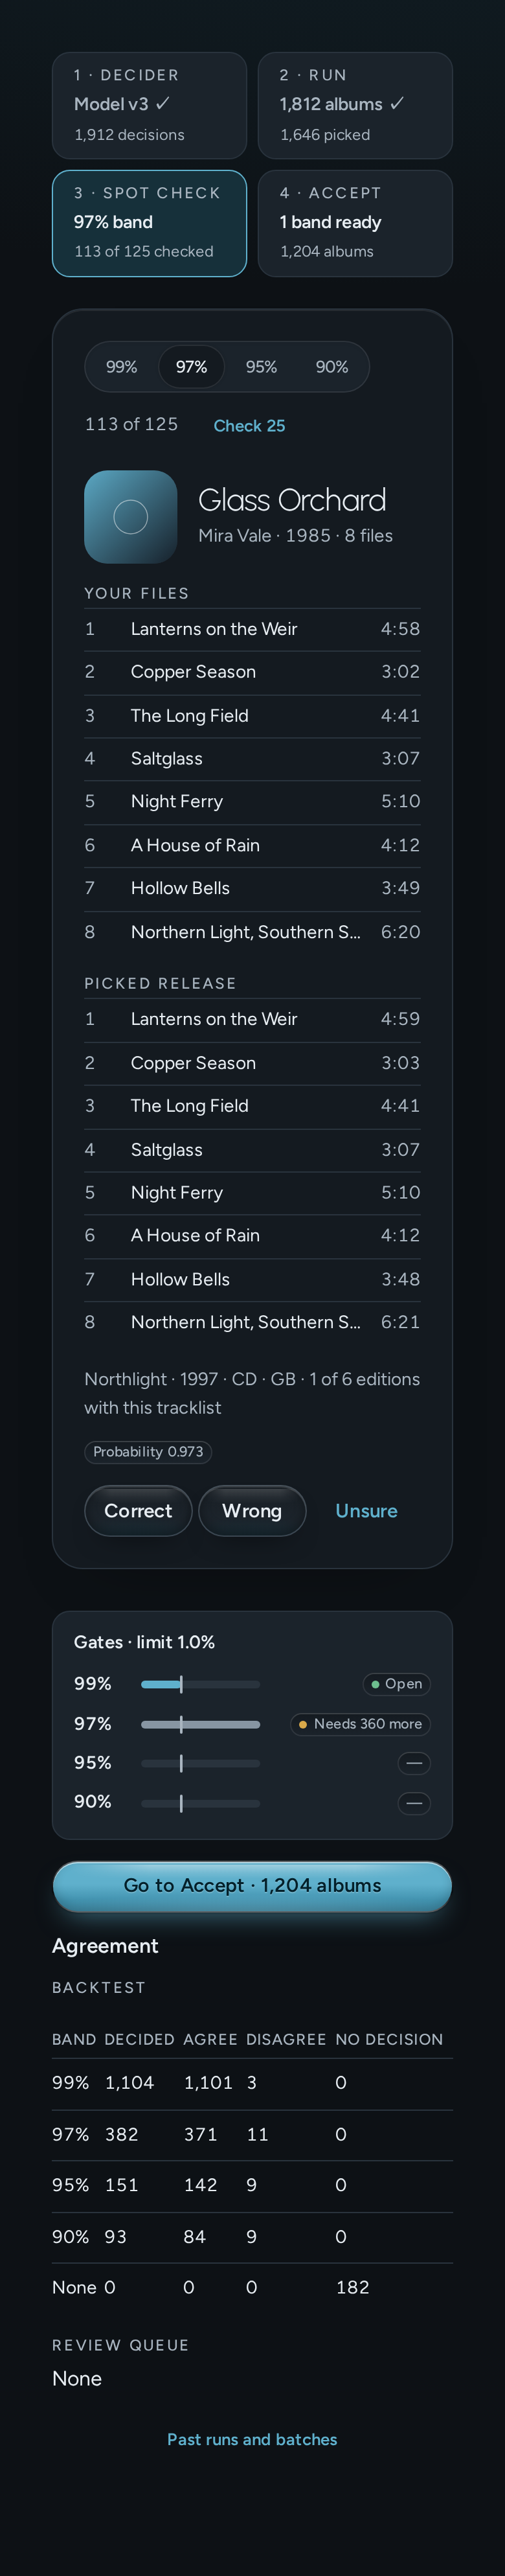 1 · DECIDER
Model v3 ✓
1,912 decisions
2 · RUN
1,812 albums ✓
1,646 picked
3 · SPOT CHECK
97% band
113 of 125 checked
4 · ACCEPT
1 band ready
1,204 albums
99% 97% 95% 90%
113 of 125 Check 25
Glass Orchard
Mira Vale · 1985 · 8 files
YOUR FILES
1 Lanterns on the Weir 4:58
2 Copper Season 3:02
3 The Long Field 4:41
4 Saltglass 3:07
5 Night Ferry 5:10
6 A House of Rain 4:12
7 Hollow Bells 3:49
8 Northern Light, Southern S... 6:20
PICKED RELEASE
1 Lanterns on the Weir 4:59
2 Copper Season 3:03
3 The Long Field 4:41
4 Saltglass 3:07
5 Night Ferry 5:10
6 A House of Rain 4:12
7 Hollow Bells 3:48
8 Northern Light, Southern S... 6:21
Northlight · 1997 · CD · GB · 1 of 6 editions
with this tracklist
Probability 0.973
Correct Wrong Unsure
Gates · limit 1.0%
99% Open
97% Needs 360 more
95% —
90% —
Go to Accept · 1,204 albums
Agreement
BACKTEST
BAND DECIDED AGREE DISAGREE NO DECISION
99% 1,104 1,101 3 0
97% 382 371 11 0
95% 151 142 9 0
90% 93 84 9 0
None 0 0 0 182
REVIEW QUEUE
None
Past runs and batches